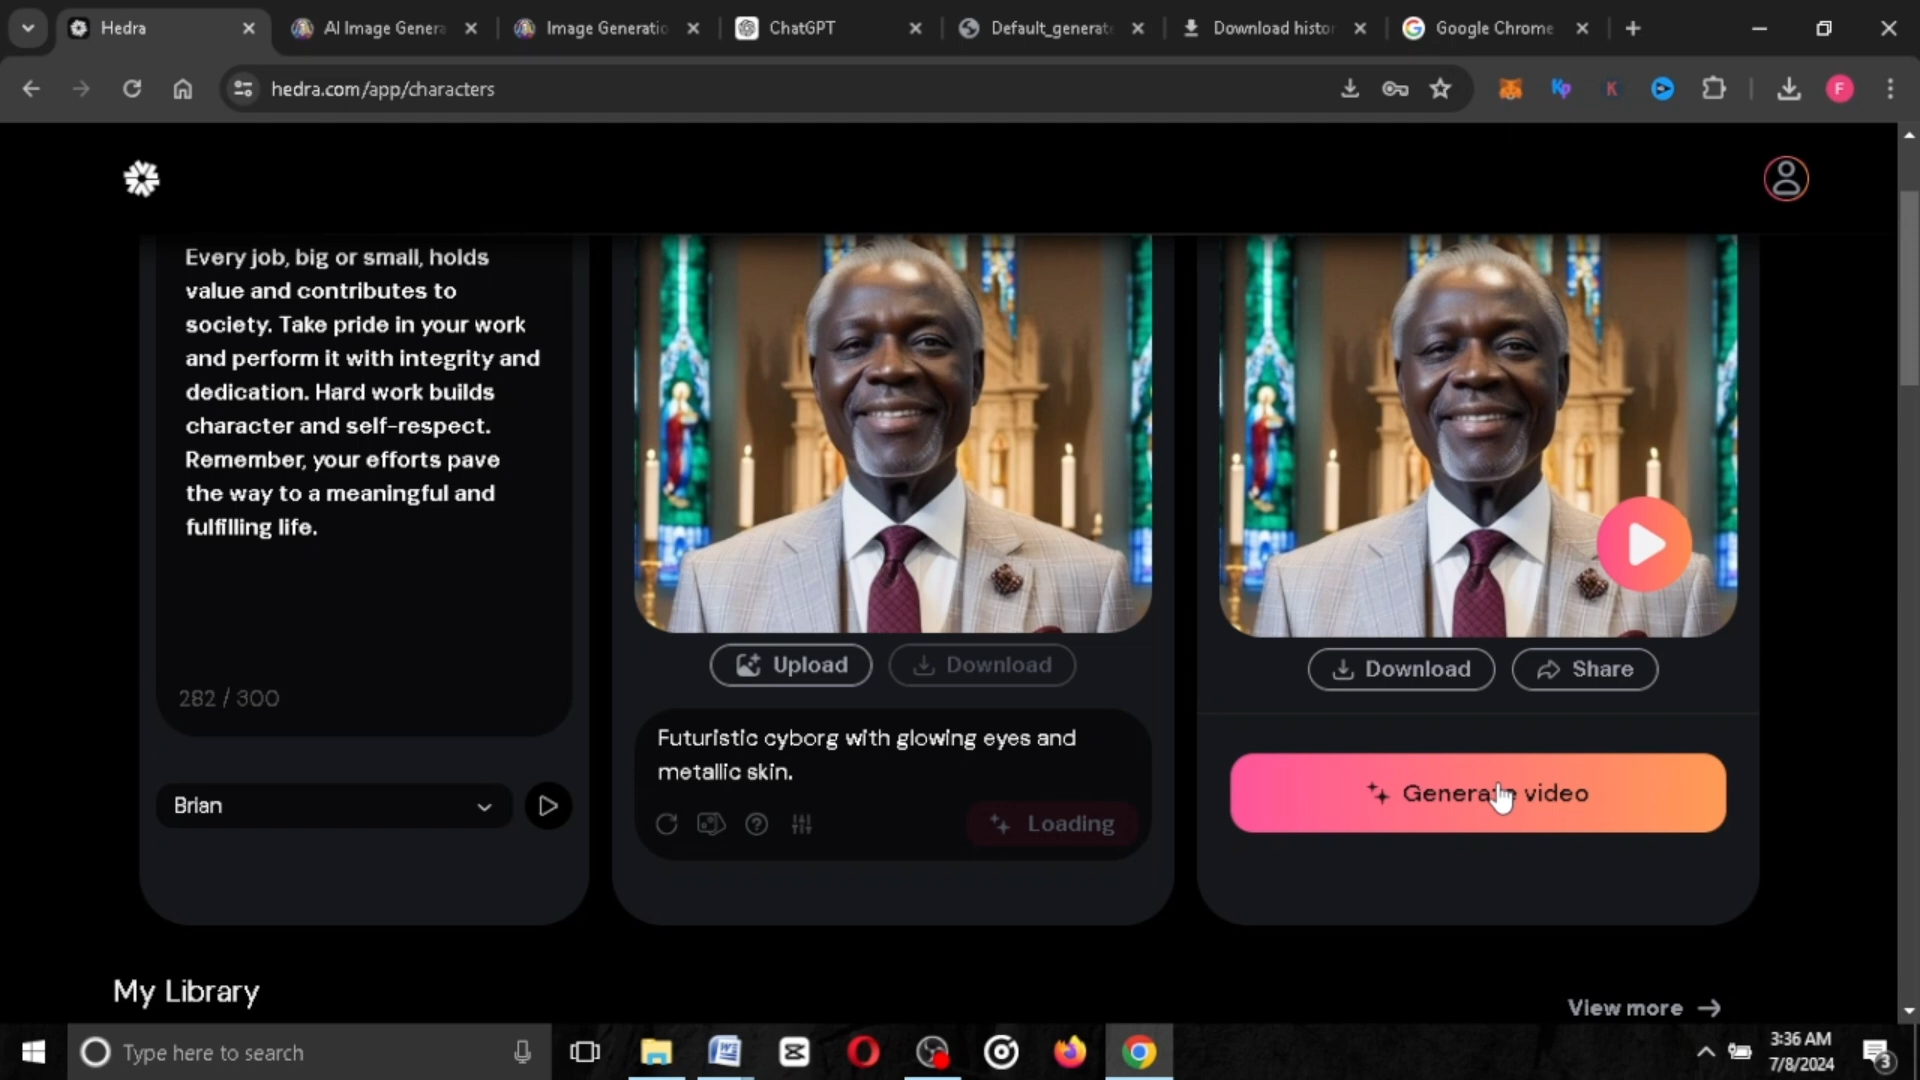 Hedra
AI Image Genera
Image Generatio
ChatGPT
Default_generat
Download histor
Google Chrome
hedra.com/app/characters
F
Every job, big or small, holds
value and contributes to
society. Take pride in your work
and perform it with integrity and
dedication. Hard work builds
character and self-respect.
Remember, your efforts pave
the way to a meaningful and
fulfilling life.
282 / 300
Brian
Upload
Download
Futuristic cyborg with glowing eyes and
metallic skin.
Loading
Download
Share
Generate video
My Library
View more
Type here to search
3:36 AM
7/8/2024
3